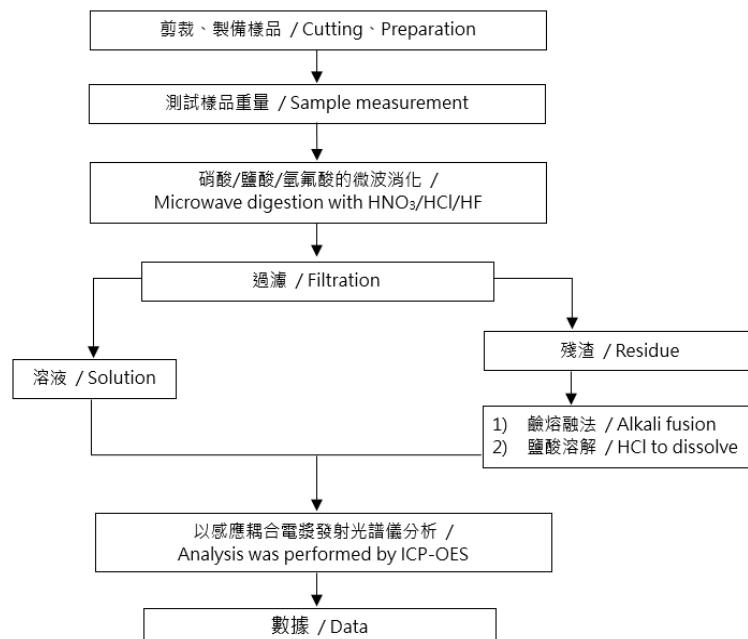 剪裁、製備樣品 / Cutting、Preparation
測試樣品重量 / Sample measurement
硝酸/鹽酸/氫氟酸的微波消化 /
Microwave digestion with HNO₃/HCl/HF
過濾 / Filtration
溶液 / Solution
殘渣 / Residue
1) 鹼熔融法 / Alkali fusion
2) 鹽酸溶解 / HCl to dissolve
以感應耦合電漿發射光譜儀分析 /
Analysis was performed by ICP-OES
數據 / Data